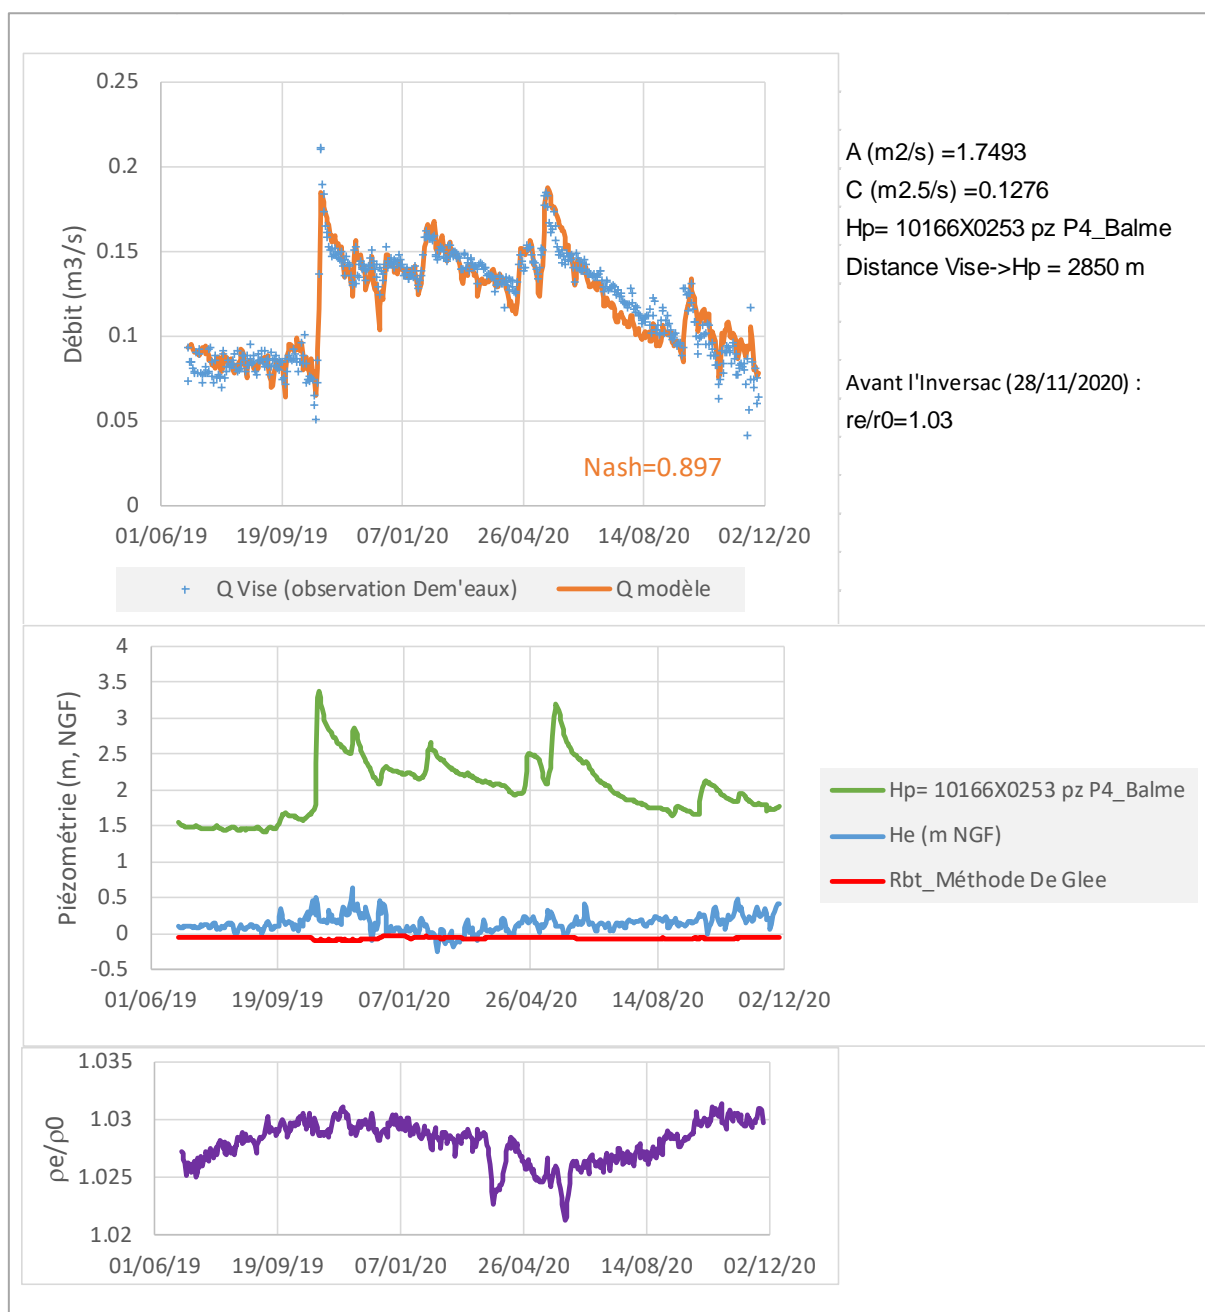 0.25
0.2
0.15
0.1
0.05
0
Débit (m3/s)
Nash=0.897
01/06/19 19/09/19 07/01/20 26/04/20 14/08/20 02/12/20
Q Vise (observation Dem'eaux) Q modèle
A (m2/s) =1.7493
C (m2.5/s) =0.1276
Hp= 10166X0253 pz P4_Balme
Distance Vise->Hp = 2850 m
Avant l'Inversac (28/11/2020) :
re/r0=1.03
4
3.5
3
2.5
2
1.5
1
0.5
0
-0.5
Piézométrie (m, NGF)
01/06/19 19/09/19 07/01/20 26/04/20 14/08/20 02/12/20
Hp= 10166X0253 pz P4_Balme
He (m NGF)
Rbt_Méthode De Glee
1.035
1.03
1.025
1.02
ρe/ρ0
01/06/19 19/09/19 07/01/20 26/04/20 14/08/20 02/12/20